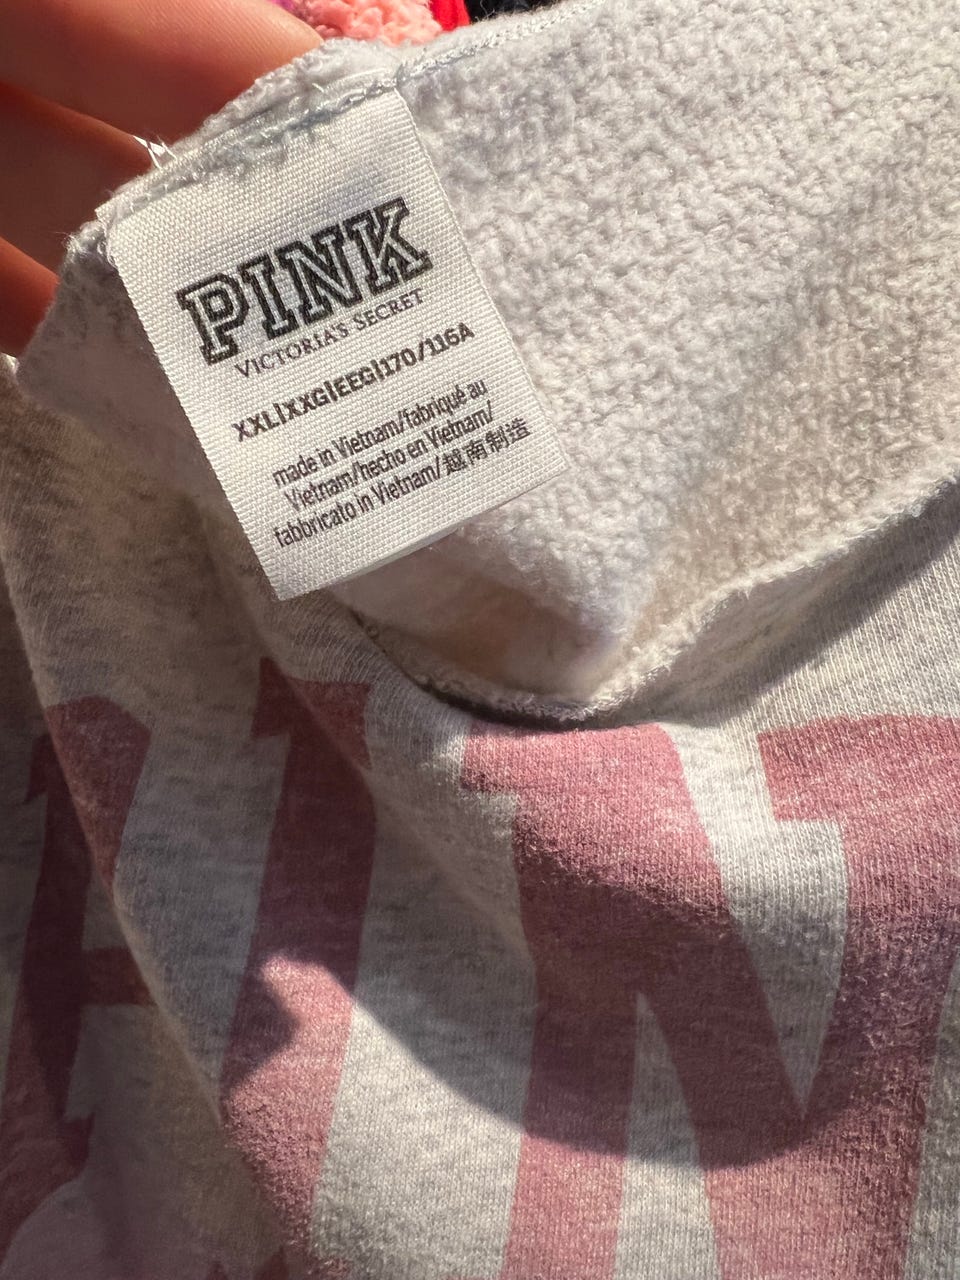 PINK
VICTORIA'S SECRET
XXL|XXG|EEG|170/116A
made in Vietnam/fabriqué au
Vietnam/hecho en Vietnam/
fabbricato in Vietnam/越南制造
PINK